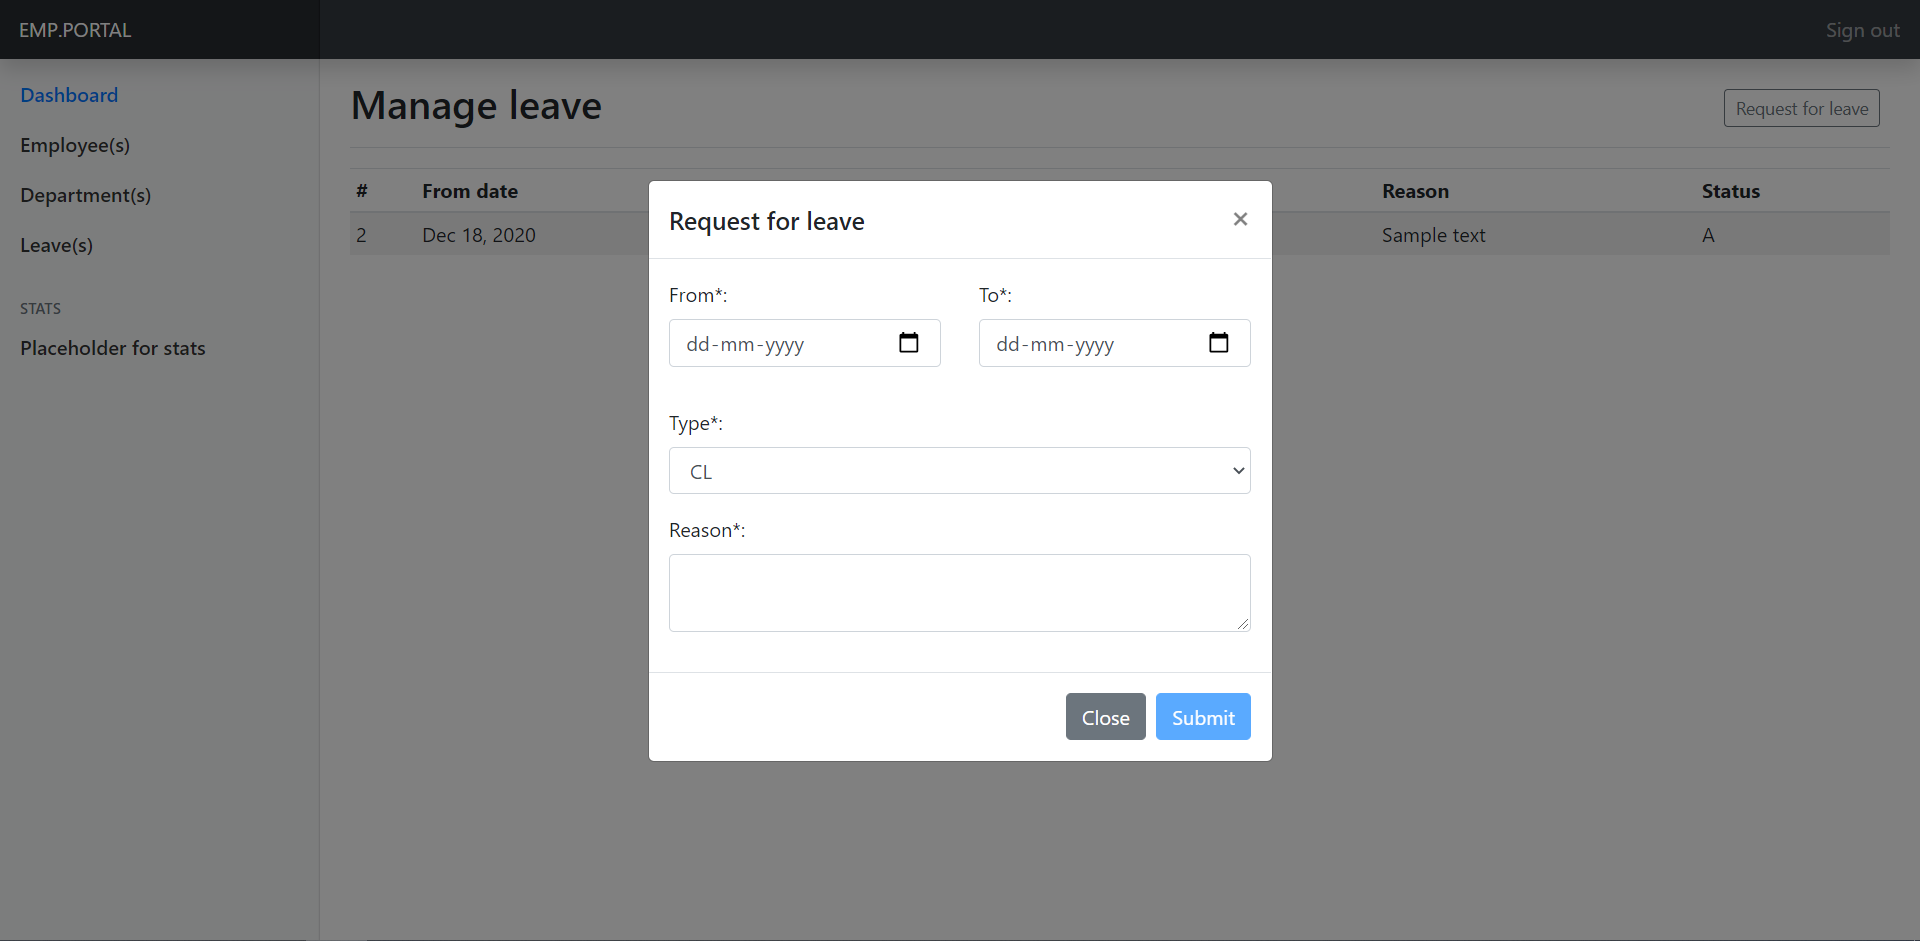 EMP.PORTAL
Sign out
Dashboard
Employee(s)
Department(s)
Leave(s)
STATS
Placeholder for stats
Manage leave
Request for leave
# From date Reason Status
2 Dec 18, 2020 Sample text A
Request for leave ×
From*: To*:
dd-mm-yyyy dd-mm-yyyy
Type*:
CL
Reason*:
Close Submit